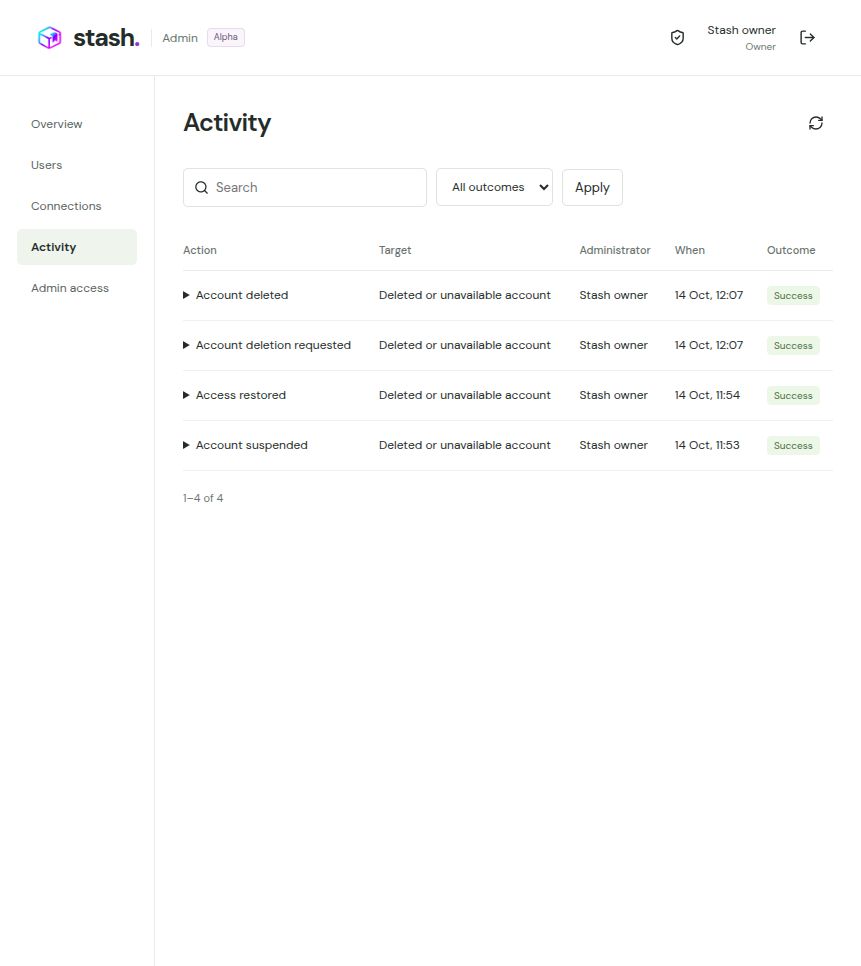 stash. Admin Alpha
Stash owner
Owner
Overview
Users
Connections
Activity
Admin access
Activity
Search All outcomes Apply
Action Target Administrator When Outcome
Account deleted Deleted or unavailable account Stash owner 14 Oct, 12:07 Success
Account deletion requested Deleted or unavailable account Stash owner 14 Oct, 12:07 Success
Access restored Deleted or unavailable account Stash owner 14 Oct, 11:54 Success
Account suspended Deleted or unavailable account Stash owner 14 Oct, 11:53 Success
1–4 of 4